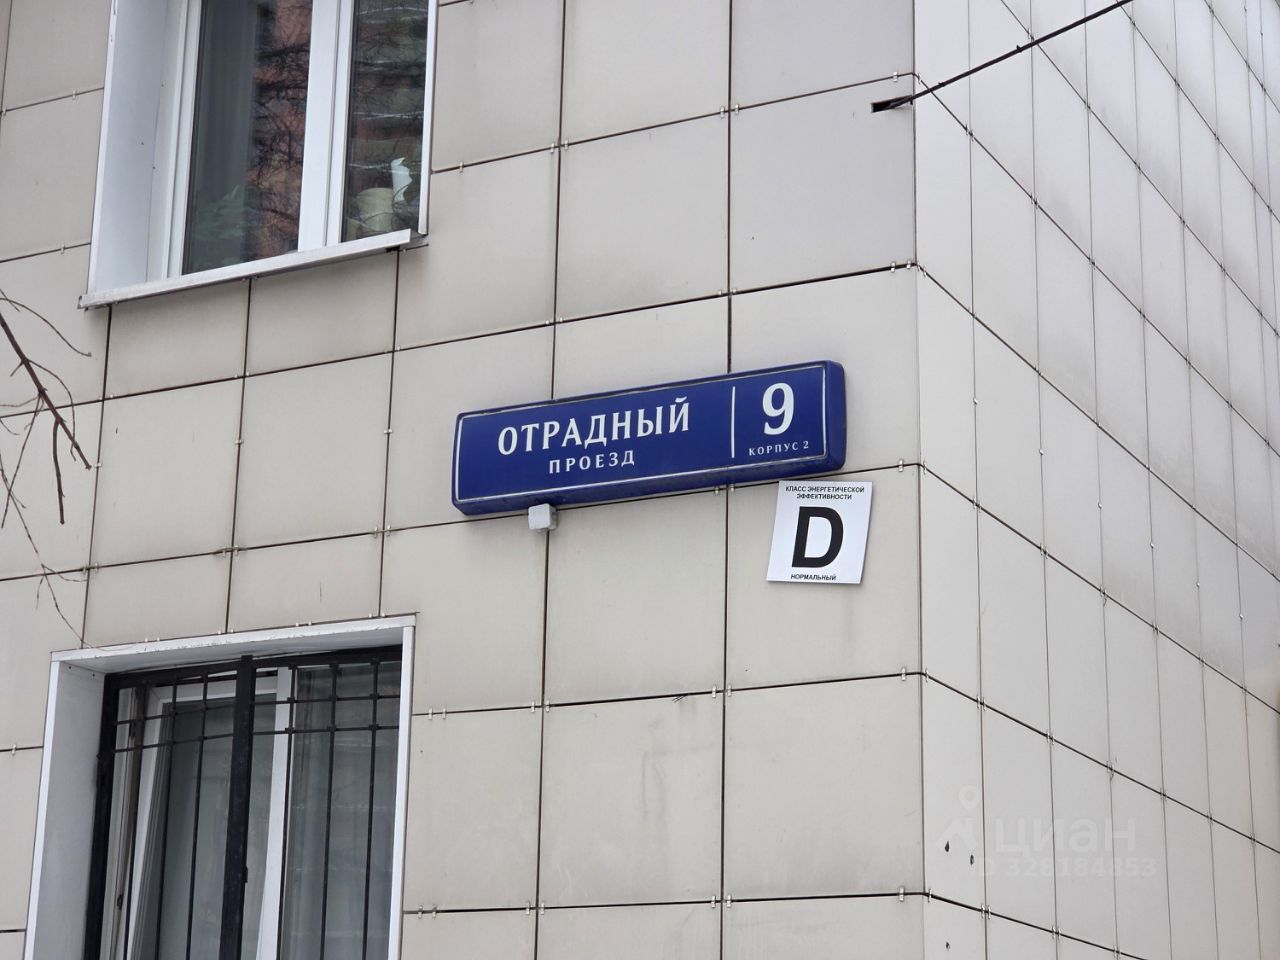 ОТРАДНЫЙ
ПРОЕЗД
9
КОРПУС 2
КЛАСС ЭНЕРГЕТИЧЕСКОЙ
ЭФФЕКТИВНОСТИ
D
НОРМАЛЬНЫЙ
циан
ID 328184853